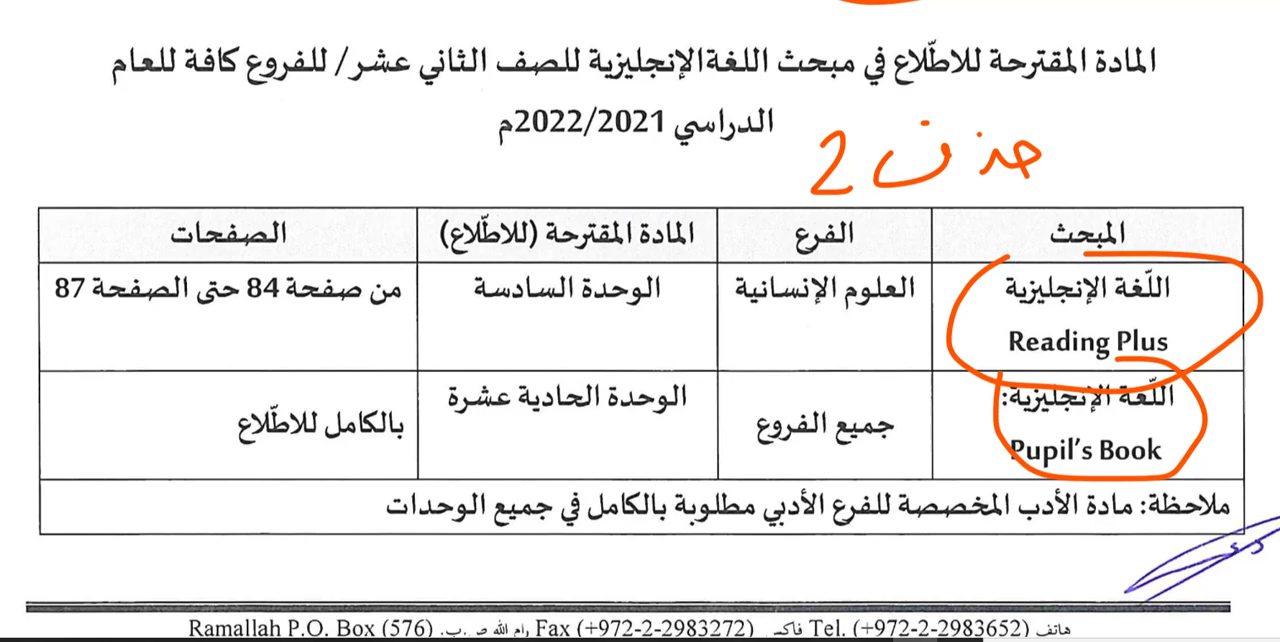 المادة المقترحة للاطّلاع في مبحث اللغةالإنجليزية للصف الثاني عشر/ للفروع كافة للعام
الدراسي 2022/2021م
حذف 2
المبحث الفرع المادة المقترحة (للاطّلاع) الصفحات
اللّغة الإنجليزية العلوم الإنسانية الوحدة السادسة من صفحة 84 حتى الصفحة 87
Reading Plus
اللّغة الإنجليزية: جميع الفروع الوحدة الحادية عشرة بالكامل للاطّلاع
Pupil's Book
ملاحظة: مادة الأدب المخصصة للفرع الأدبي مطلوبة بالكامل في جميع الوحدات
هاتف Tel. (+972-2-2983652) فاكس Fax (+972-2-2983272) رام الله ص.ب. Ramallah P.O. Box (576)